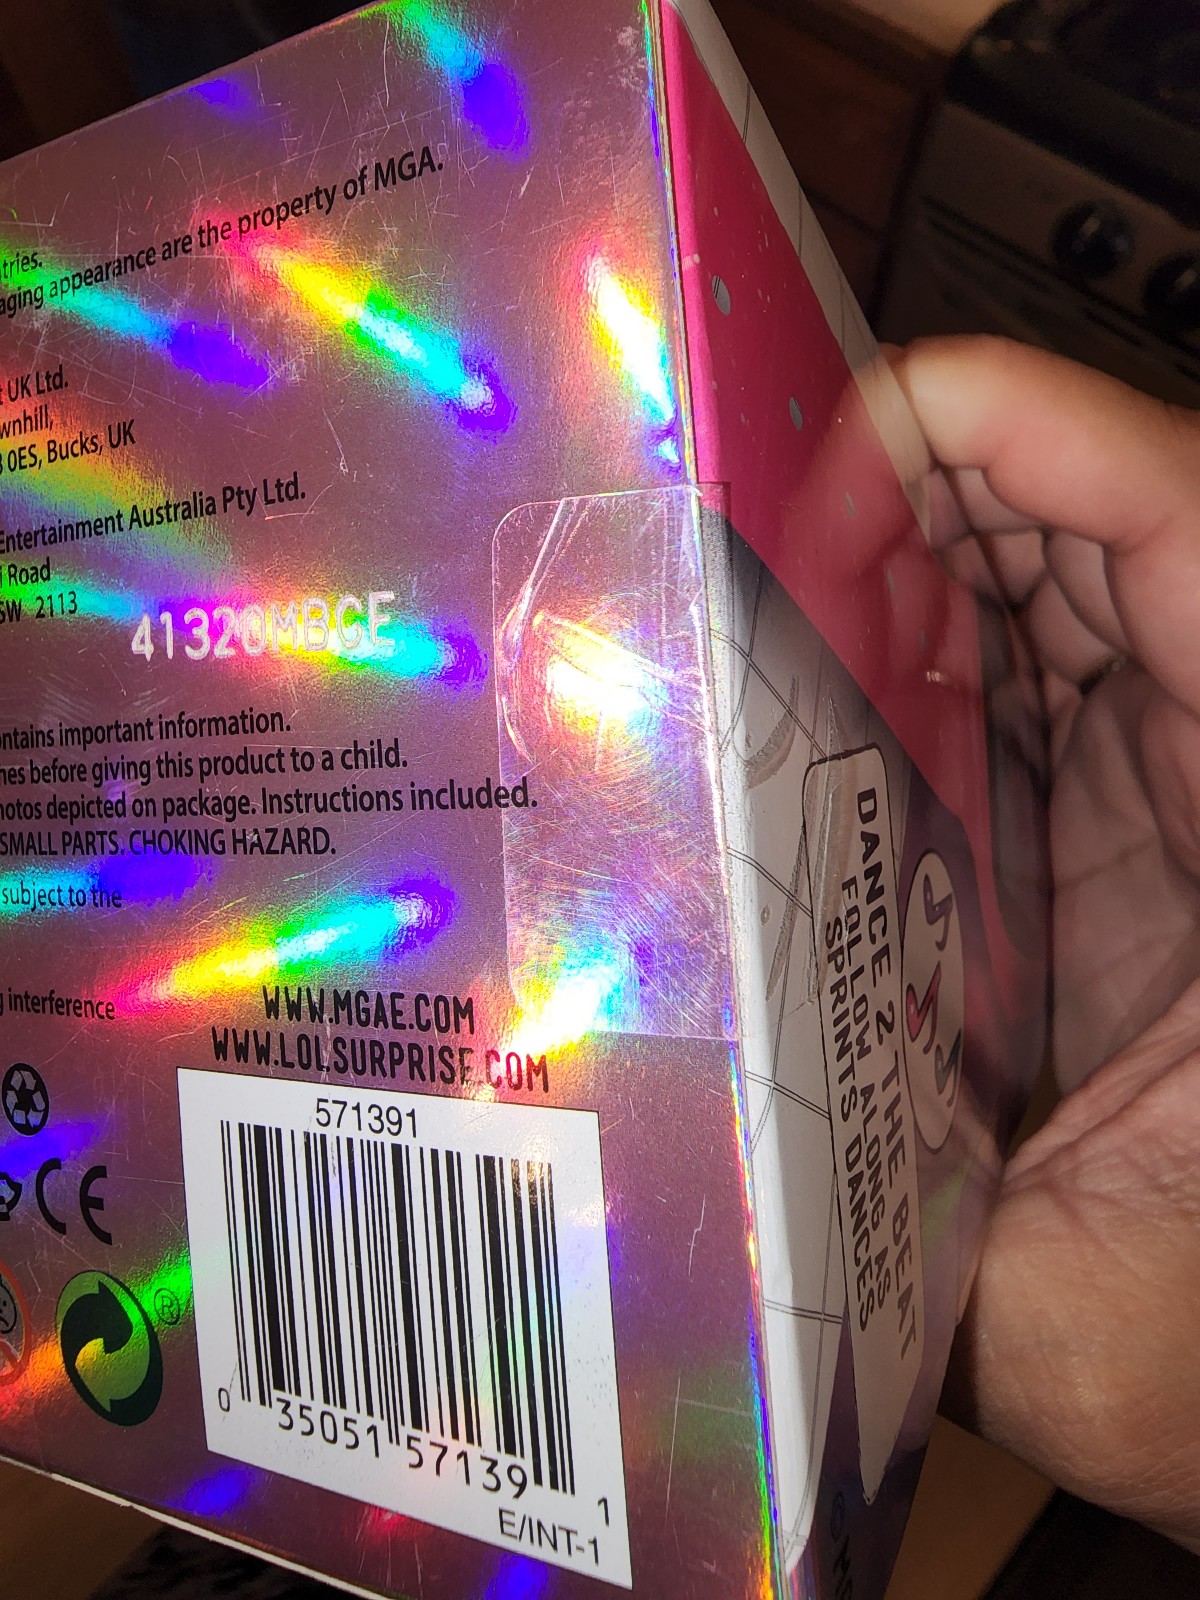 tries.
aging appearance are the property of MGA.
UK Ltd.
wnhill,
0ES, Bucks, UK
Entertainment Australia Pty Ltd.
i Road
SW 2113
41320MBCE
ntains important information.
nes before giving this product to a child.
hotos depicted on package. Instructions included.
SMALL PARTS. CHOKING HAZARD.
subject to the
g interference
WWW.MGAE.COM
WWW.LOLSURPRISE.COM
571391
CE
®
0 35051 57139 1
E/INT-1
DANCE 2 THE BEAT
FOLLOW ALONG AS
SPRINTS DANCES